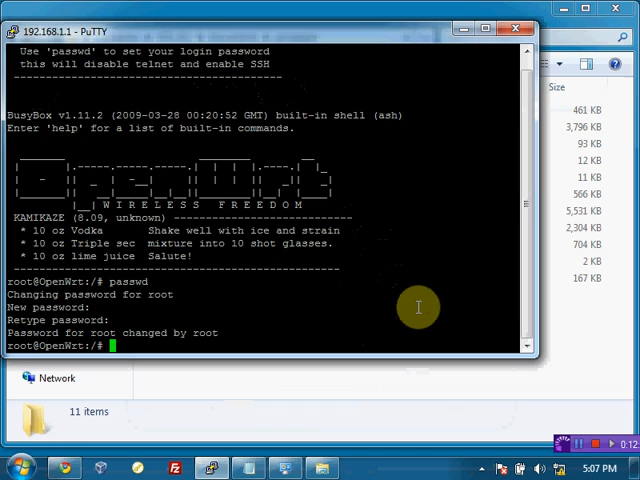 192.168.1.1 - PuTTY
Use 'passwd' to set your login password
this will disable telnet and enable SSH
------------------------------------------
BusyBox v1.11.2 (2009-03-28 00:20:52 GMT) built-in shell (ash)
Enter 'help' for a list of built-in commands.
OpenWrt
W I R E L E S S   F R E E D O M
KAMIKAZE (8.09, unknown) ----------------------------
* 10 oz Vodka       Shake well with ice and strain
* 10 oz Triple sec  mixture into 10 shot glasses.
* 10 oz lime juice  Salute!
---------------------------------------------------
root@OpenWrt:/# passwd
Changing password for root
New password:
Retype password:
Password for root changed by root
root@OpenWrt:/#
Size
461 KB
3,796 KB
93 KB
12 KB
11 KB
566 KB
5,531 KB
2,304 KB
704 KB
2 KB
167 KB
Network
11 items
0:12
5:07 PM